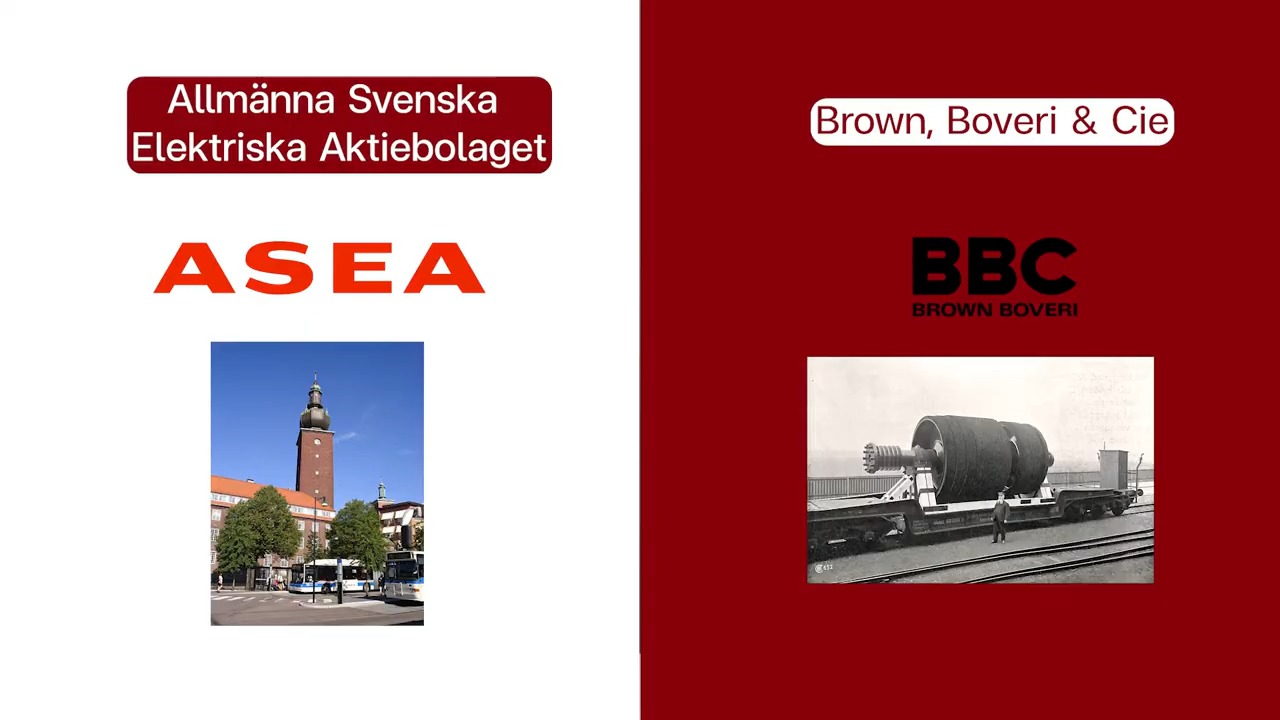 Allmänna Svenska
Elektriska Aktiebolaget
ASEA
Brown, Boveri & Cie
BBC
BROWN BOVERI